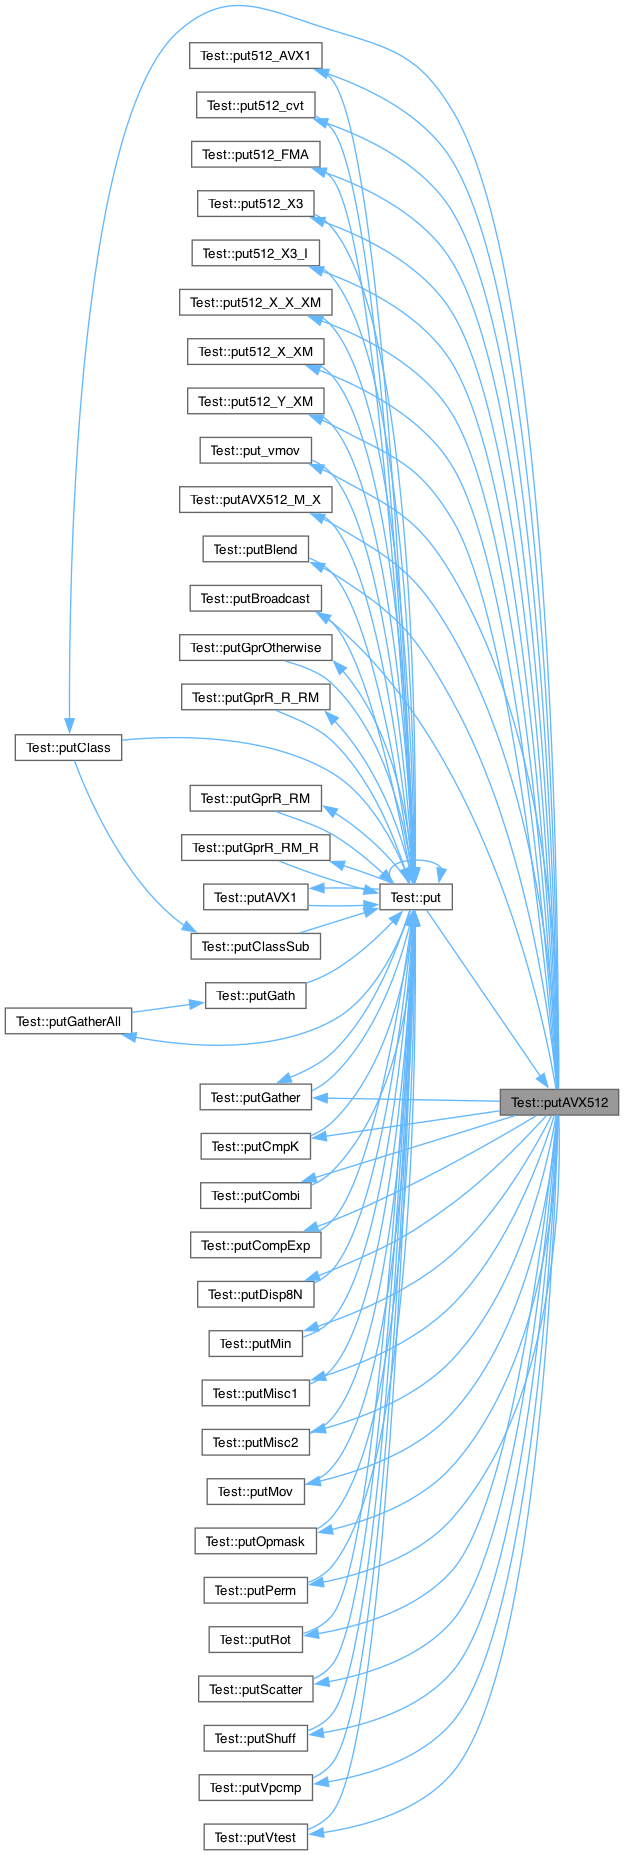 Test::put512_AVX1
Test::put512_cvt
Test::put512_FMA
Test::put512_X3
Test::put512_X3_I
Test::put512_X_X_XM
Test::put512_X_XM
Test::put512_Y_XM
Test::put_vmov
Test::putAVX512_M_X
Test::putBlend
Test::putBroadcast
Test::putGprOtherwise
Test::putGprR_R_RM
Test::putClass
Test::putGprR_RM
Test::putGprR_RM_R
Test::putAVX1
Test::put
Test::putClassSub
Test::putGath
Test::putGatherAll
Test::putGather
Test::putAVX512
Test::putCmpK
Test::putCombi
Test::putCompExp
Test::putDisp8N
Test::putMin
Test::putMisc1
Test::putMisc2
Test::putMov
Test::putOpmask
Test::putPerm
Test::putRot
Test::putScatter
Test::putShuff
Test::putVpcmp
Test::putVtest